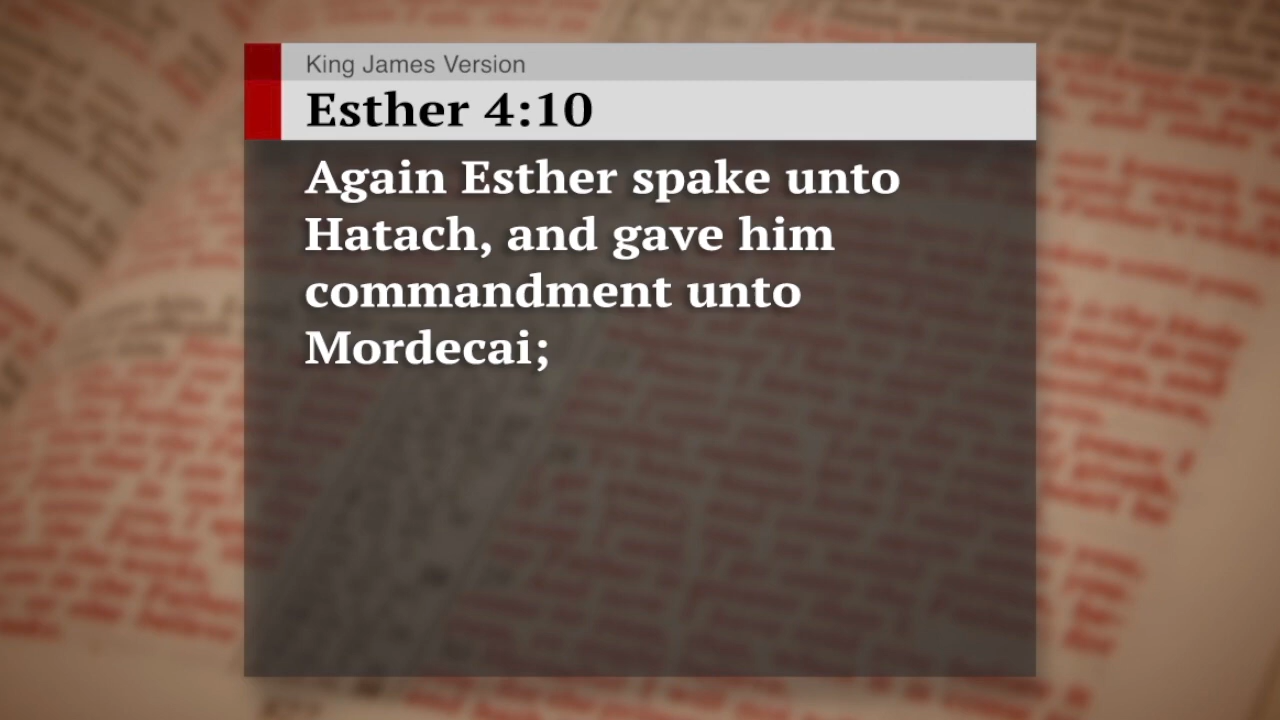 King James Version
Esther 4:10
Again Esther spake unto
Hatach, and gave him
commandment unto
Mordecai;